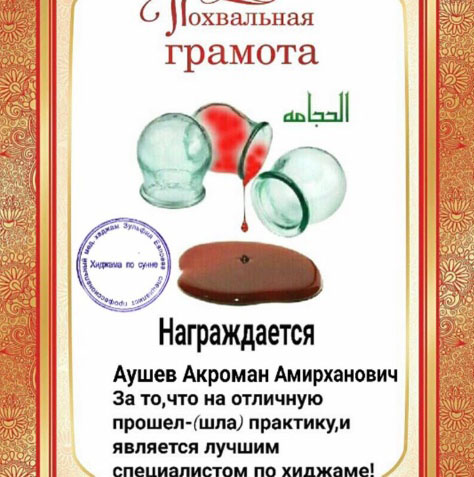 Похвальная
грамота
الحجامه
Хиджама по сунне
Награждается
Аушев Акроман Амирханович
За то,что на отличную
прошел-(шла) практику,и
является лучшим
специалистом по хиджаме!